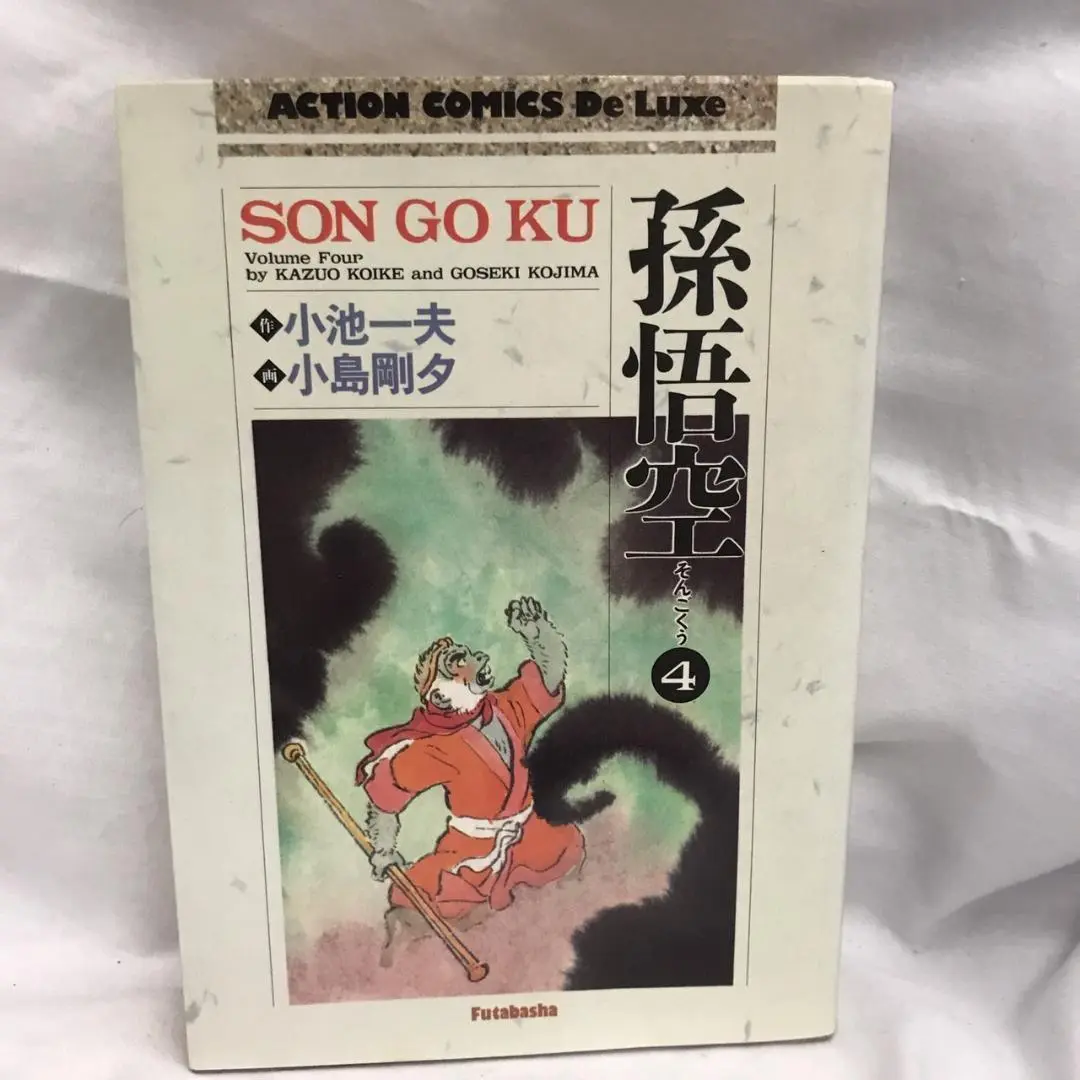 ACTION COMICS De Luxe
SON GO KU
Volume Four
by KAZUO KOIKE and GOSEKI KOJIMA
作 小池一夫
画 小島剛夕
孫悟空
そんごくう
4
Futabasha